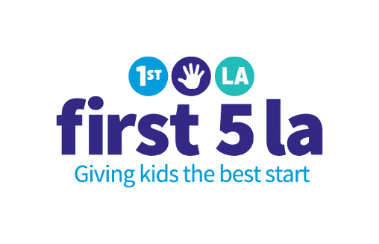 1ST LA
first 5 la
Giving kids the best start